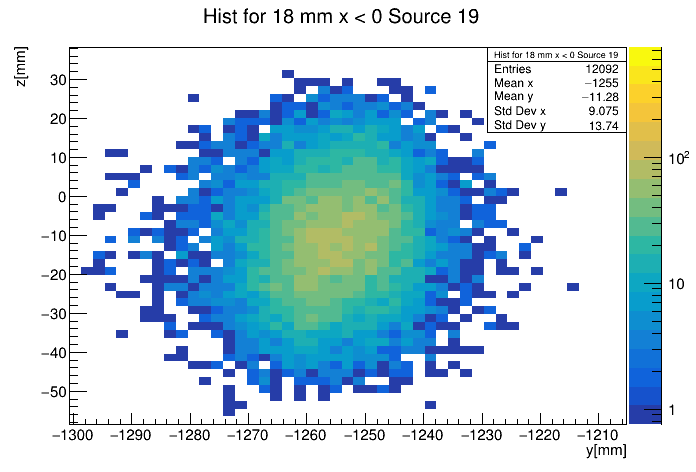 Hist for 18 mm x < 0 Source 19
z[mm]
Hist for 18 mm x < 0 Source 19
Entries 12092
Mean x −1255
Mean y −11.28
Std Dev x 9.075
Std Dev y 13.74
30
20
10
0
−10
−20
−30
−40
−50
10²
10
1
−1300 −1290 −1280 −1270 −1260 −1250 −1240 −1230 −1220 −1210
y[mm]